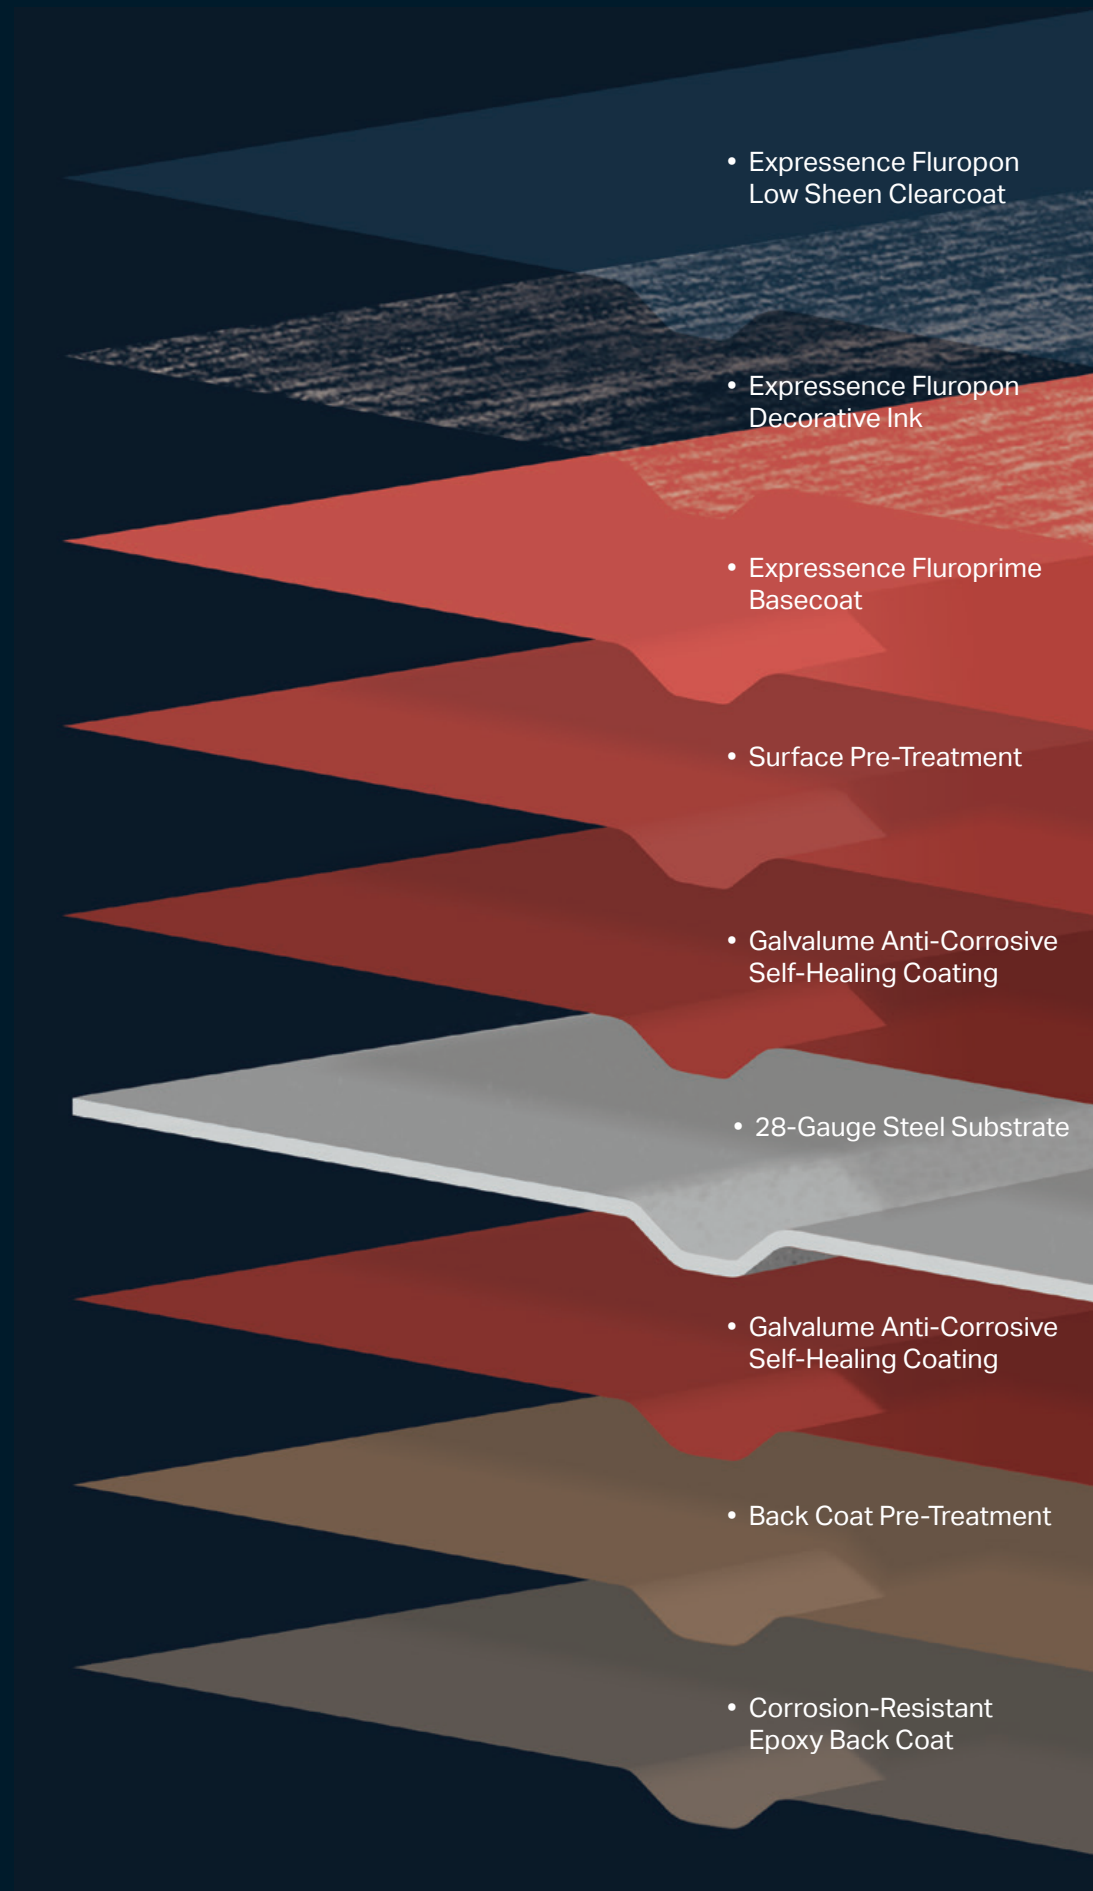 • Expressence Fluropon
Low Sheen Clearcoat
• Expressence Fluropon
Decorative Ink
• Expressence Fluroprime
Basecoat
• Surface Pre-Treatment
• Galvalume Anti-Corrosive
Self-Healing Coating
• 28-Gauge Steel Substrate
• Galvalume Anti-Corrosive
Self-Healing Coating
• Back Coat Pre-Treatment
• Corrosion-Resistant
Epoxy Back Coat